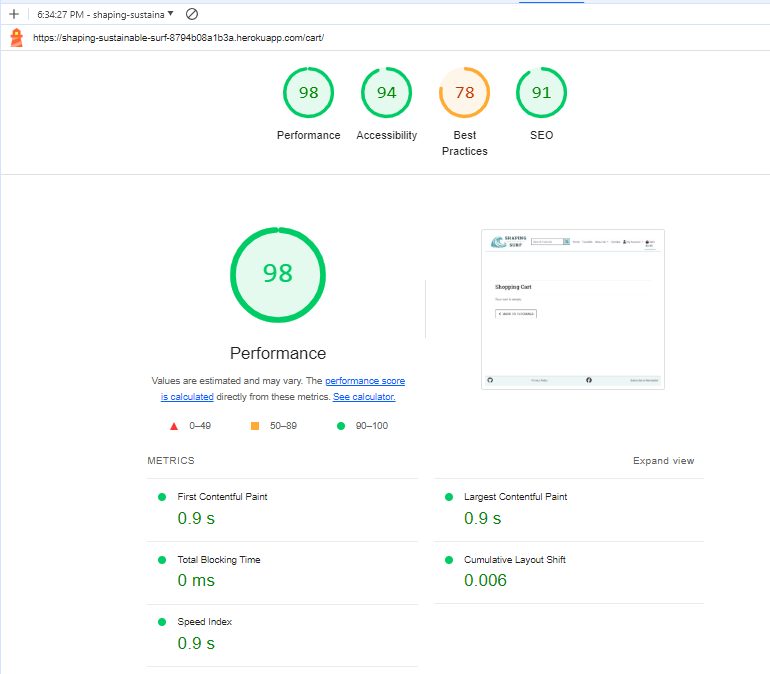 6:34:27 PM - shaping-sustaina
https://shaping-sustainable-surf-8794b08a1b3a.herokuapp.com/cart/
98 94 78 91
Performance Accessibility Best Practices SEO
98
SHAPING
SURF
Shopping Cart
Your cart is empty.
Performance
Values are estimated and may vary. The performance score
is calculated directly from these metrics. See calculator.
0–49 50–89 90–100
METRICS Expand view
First Contentful Paint
0.9 s
Largest Contentful Paint
0.9 s
Total Blocking Time
0 ms
Cumulative Layout Shift
0.006
Speed Index
0.9 s